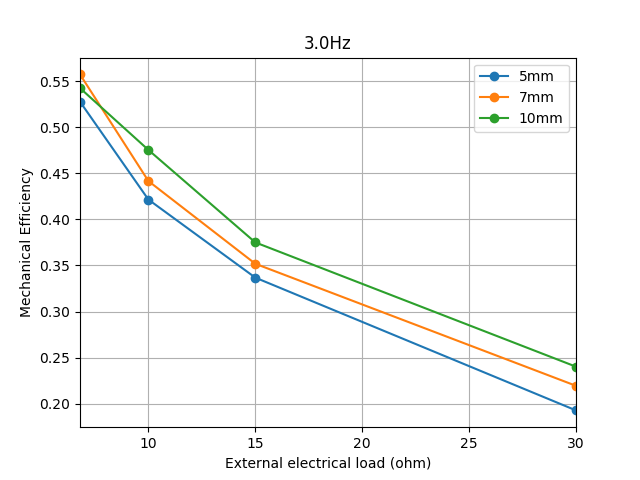 3.0Hz
5mm
7mm
10mm
0.55
0.50
0.45
0.40
0.35
0.30
0.25
0.20
Mechanical Efficiency
10
15
20
25
30
External electrical load (ohm)